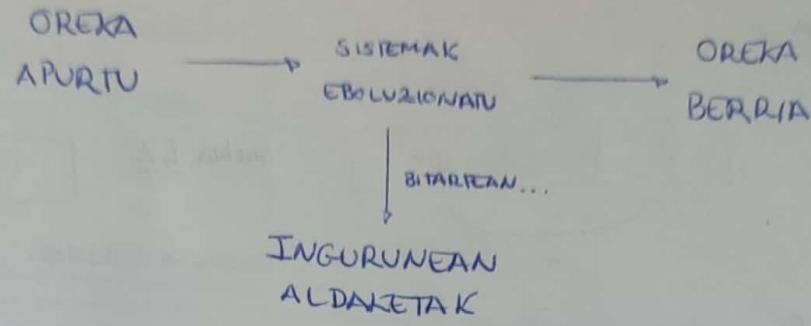 OREKA
APURTU
SISTEMAK
EBOLUZIONATU
OREKA
BERRIA
BITARTEAN...
INGURUNEAN
ALDAKETAK